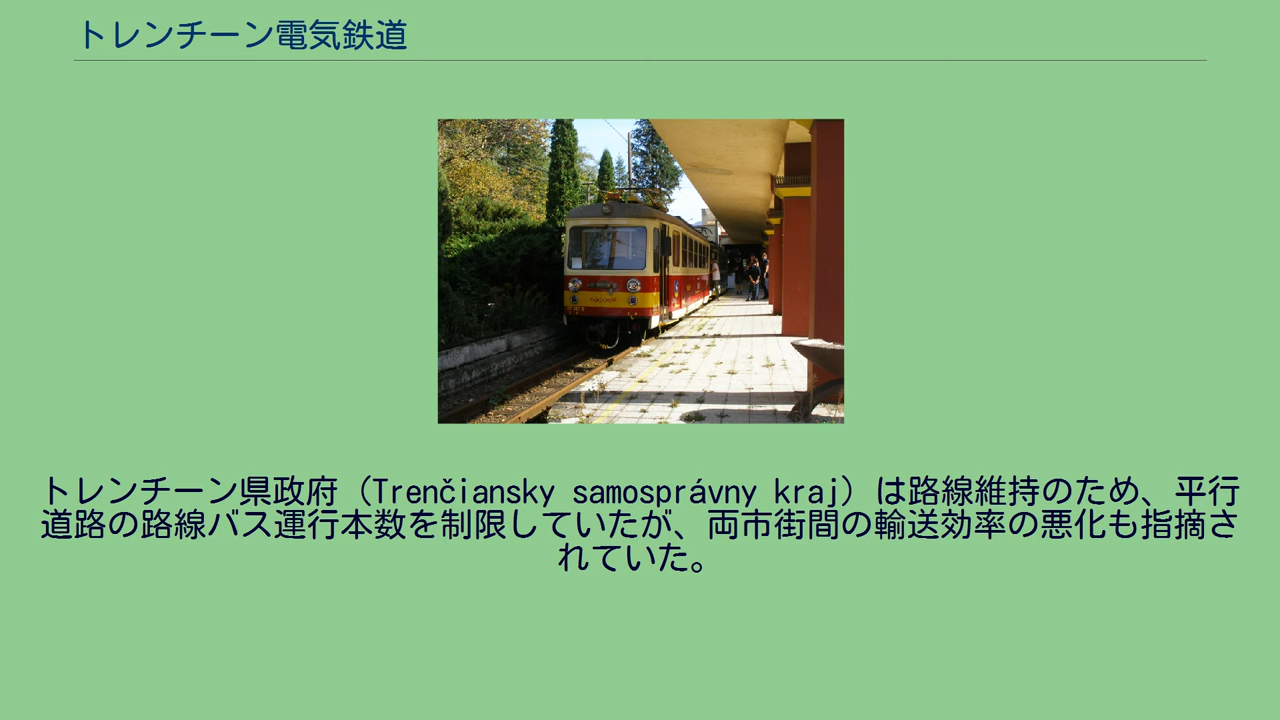 トレンチーン電気鉄道
トレンチーン県政府（Trenčiansky samosprávny kraj）は路線維持のため、平行
道路の路線バス運行本数を制限していたが、両市街間の輸送効率の悪化も指摘さ
れていた。